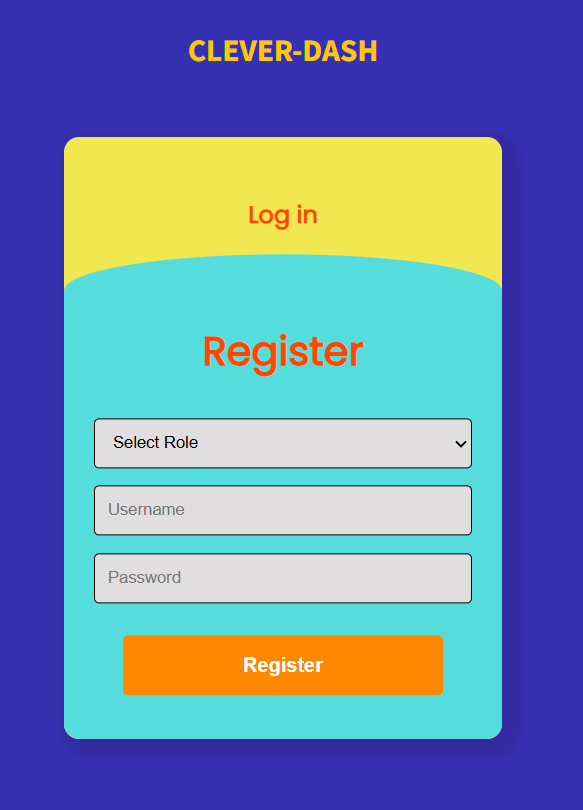 CLEVER-DASH
Log in
Register
Select Role
Username
Password
Register